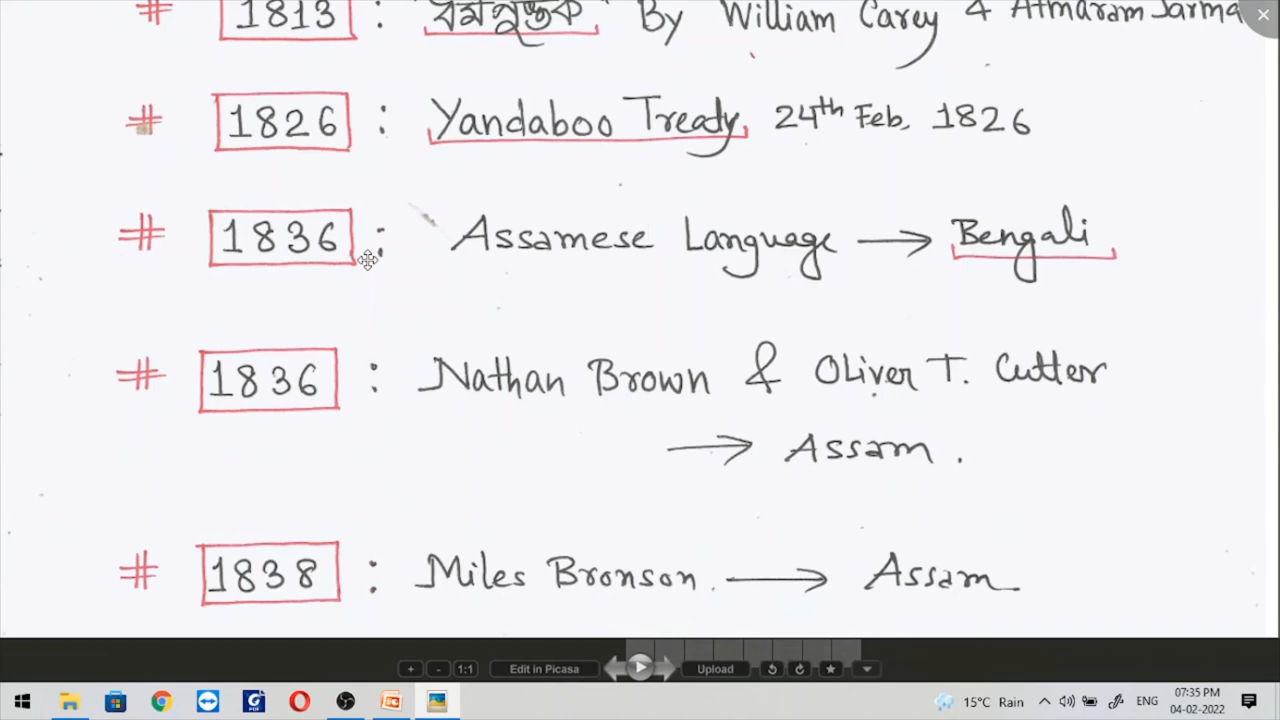 # 1813 : ধর্মপুস্তক By William Carey & Atmaram Sarma
# 1826 : Yandaboo Tready, 24th Feb, 1826
# 1836 : Assamese Language → Bengali
# 1836 : Nathan Brown & Oliver T. Cutter
→ Assam.
# 1838 : Miles Bronson. → Assam
+ - 1:1 Edit in Picasa Upload
15°C Rain ENG 07:35 PM
04-02-2022